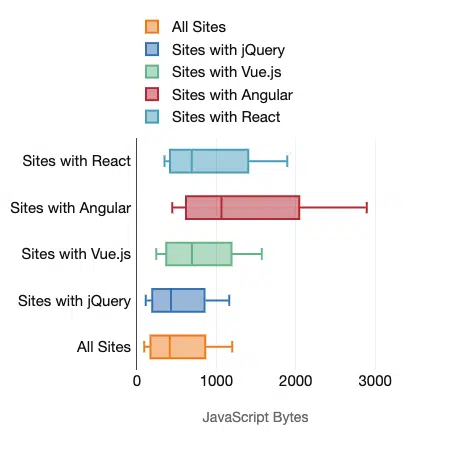 All Sites
Sites with jQuery
Sites with Vue.js
Sites with Angular
Sites with React
Sites with React
Sites with Angular
Sites with Vue.js
Sites with jQuery
All Sites
0 1000 2000 3000
JavaScript Bytes